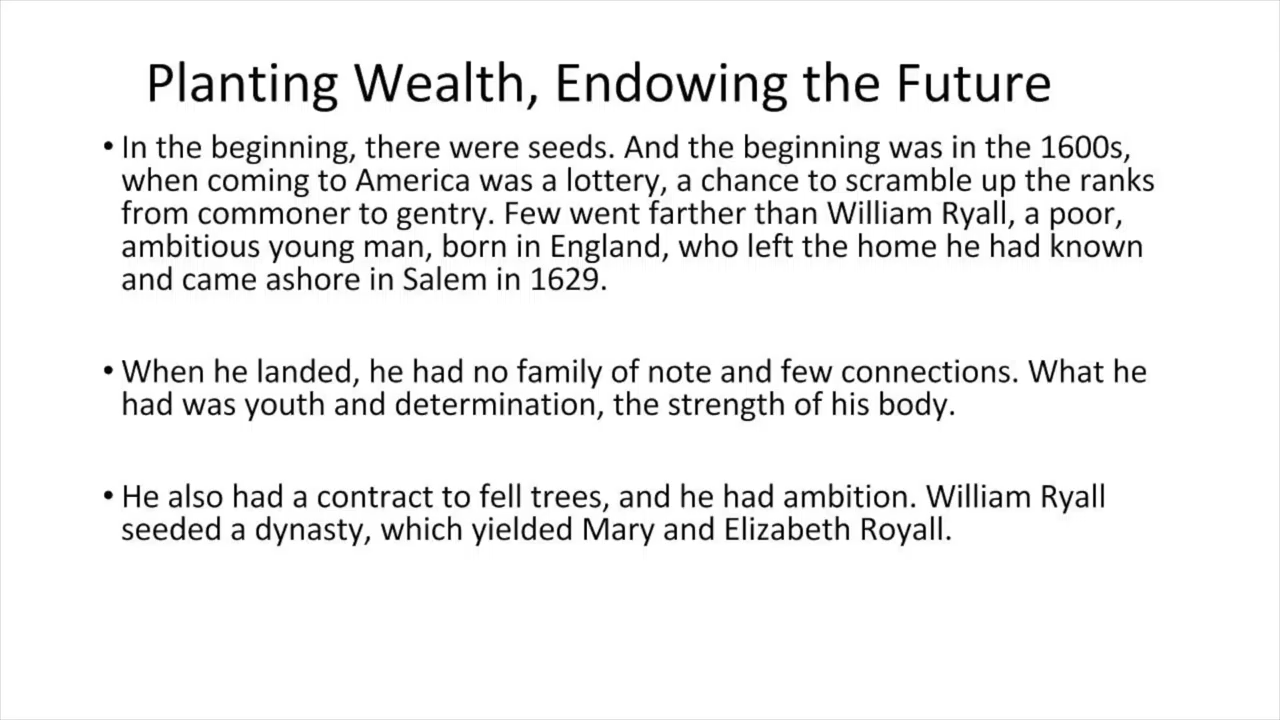 Planting Wealth, Endowing the Future
• In the beginning, there were seeds. And the beginning was in the 1600s,
when coming to America was a lottery, a chance to scramble up the ranks
from commoner to gentry. Few went farther than William Ryall, a poor,
ambitious young man, born in England, who left the home he had known
and came ashore in Salem in 1629.
• When he landed, he had no family of note and few connections. What he
had was youth and determination, the strength of his body.
• He also had a contract to fell trees, and he had ambition. William Ryall
seeded a dynasty, which yielded Mary and Elizabeth Royall.